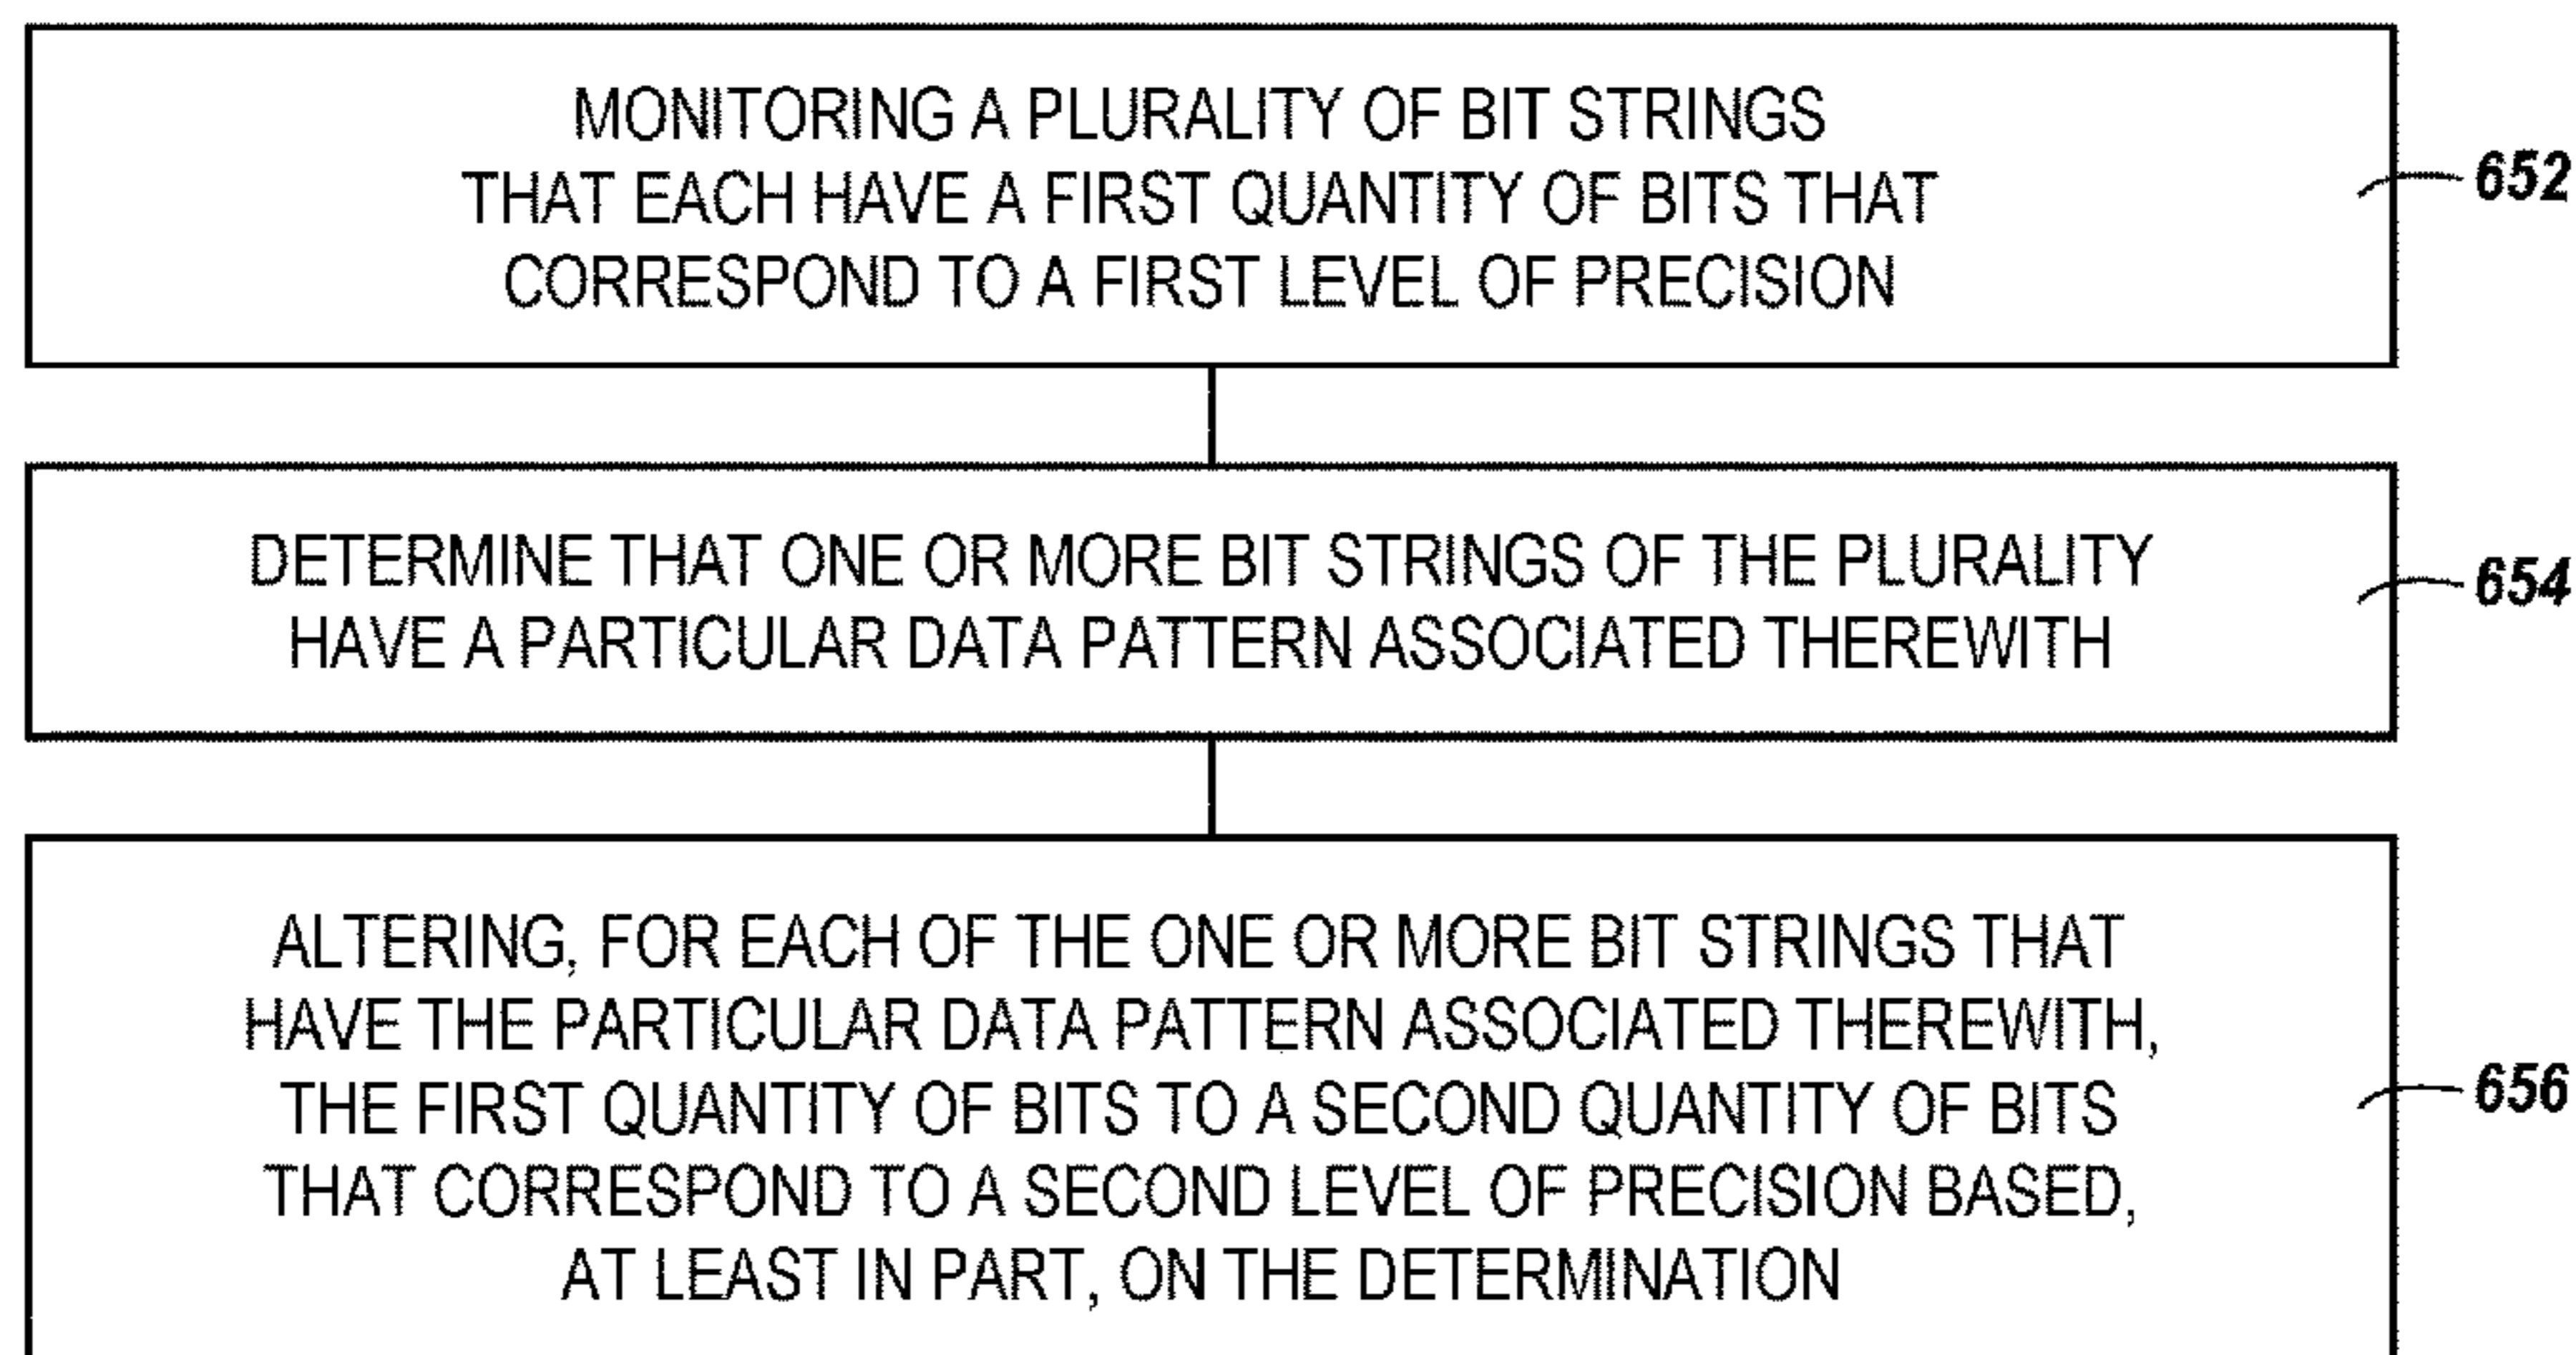 MONITORING A PLURALITY OF BIT STRINGS
THAT EACH HAVE A FIRST QUANTITY OF BITS THAT
CORRESPOND TO A FIRST LEVEL OF PRECISION
652
DETERMINE THAT ONE OR MORE BIT STRINGS OF THE PLURALITY
HAVE A PARTICULAR DATA PATTERN ASSOCIATED THEREWITH
654
ALTERING, FOR EACH OF THE ONE OR MORE BIT STRINGS THAT
HAVE THE PARTICULAR DATA PATTERN ASSOCIATED THEREWITH,
THE FIRST QUANTITY OF BITS TO A SECOND QUANTITY OF BITS
THAT CORRESPOND TO A SECOND LEVEL OF PRECISION BASED,
AT LEAST IN PART, ON THE DETERMINATION
656